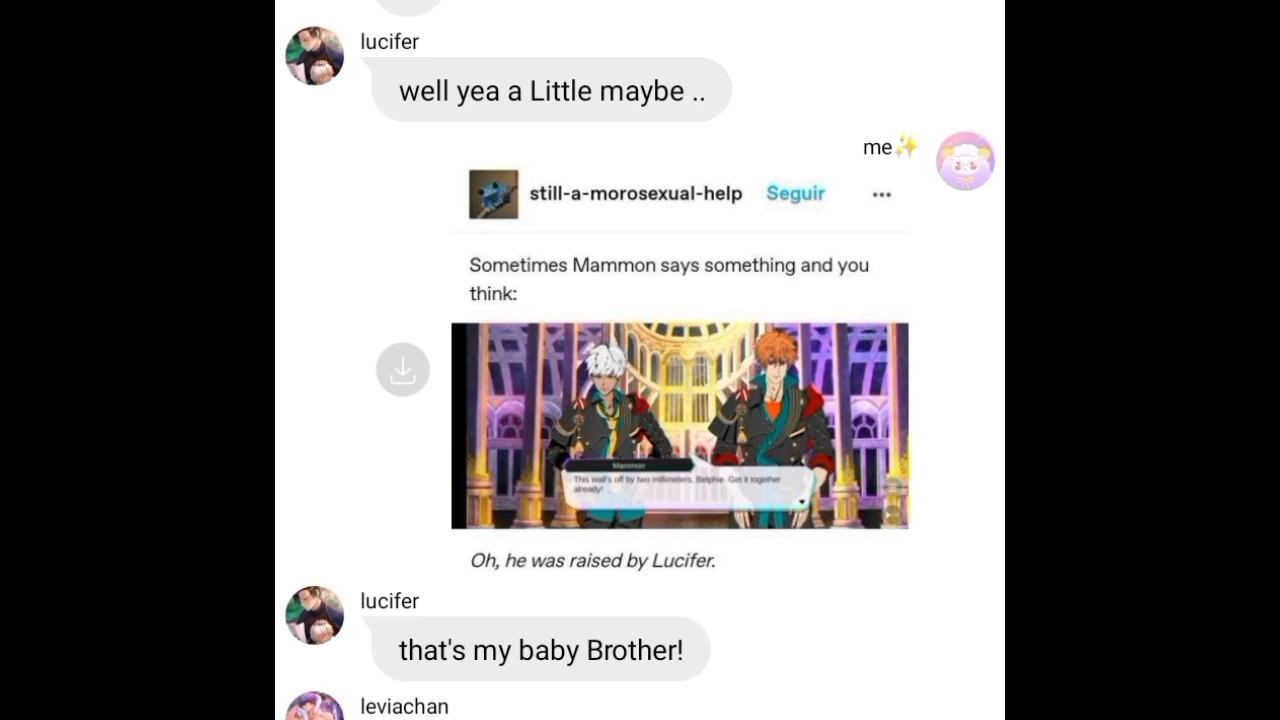 lucifer
well yea a Little maybe ..
me✨
still-a-morosexual-help Seguir ...
Sometimes Mammon says something and you
think:
Mammon
This wall's off by two millimeters, Belphie. Get it together
already!
Oh, he was raised by Lucifer.
lucifer
that's my baby Brother!
leviachan